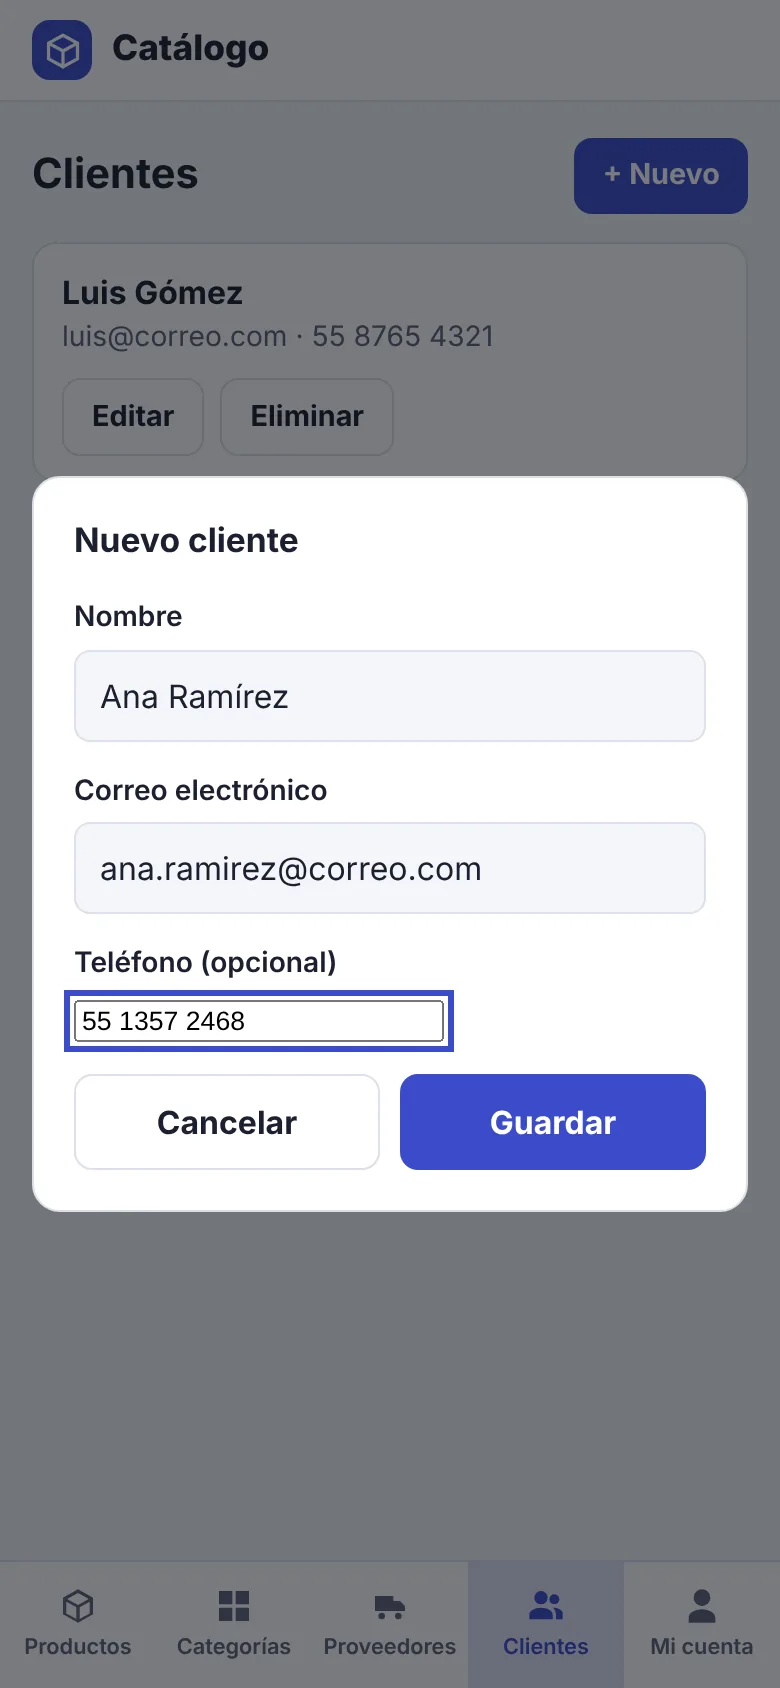 Catálogo
Clientes
+ Nuevo
Luis Gómez
luis@correo.com · 55 8765 4321
Editar
Eliminar
Nuevo cliente
Nombre
Ana Ramírez
Correo electrónico
ana.ramirez@correo.com
Teléfono (opcional)
55 1357 2468
Cancelar
Guardar
Productos
Categorías
Proveedores
Clientes
Mi cuenta